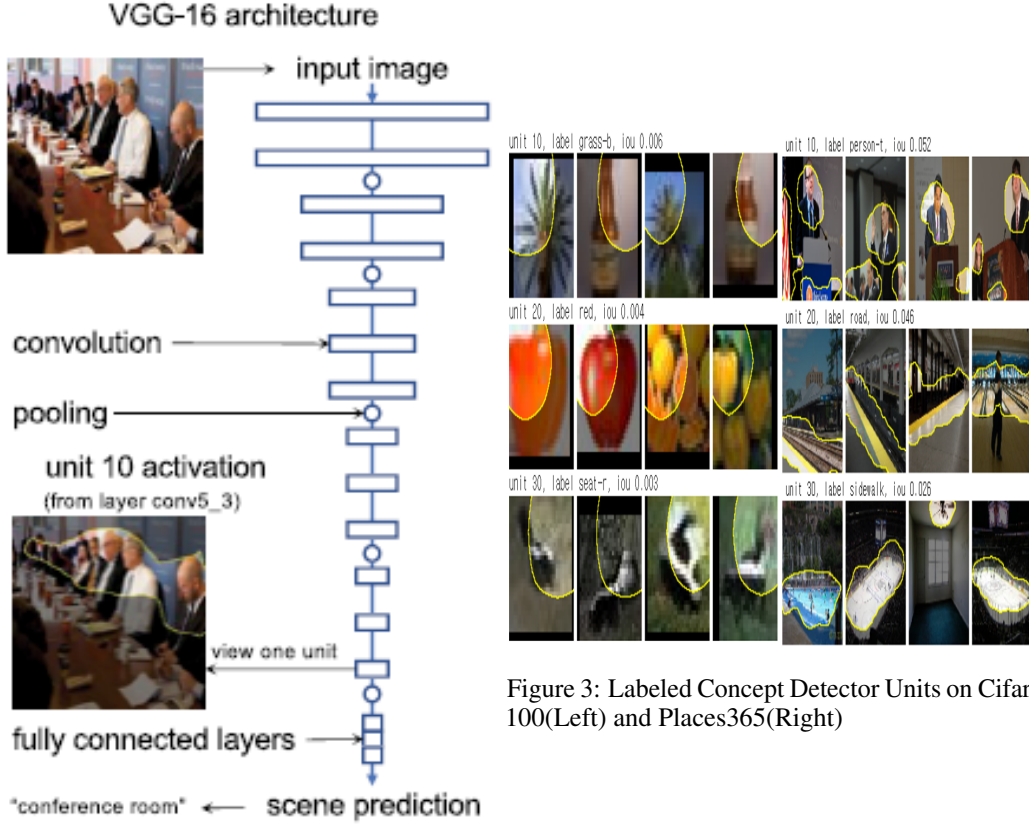 VGG-16 architecture
input image
convolution
pooling
unit 10 activation
(from layer conv5_3)
view one unit
fully connected layers
"conference room"
scene prediction
unit 10, label grass-b, iou 0.006
unit 10, label person-t, iou 0.052
unit 20, label red, iou 0.004
unit 20, label road, iou 0.046
unit 30, label seat-r, iou 0.003
unit 30, label sidewalk, iou 0.026
Figure 3: Labeled Concept Detector Units on Cifar
100(Left) and Places365(Right)